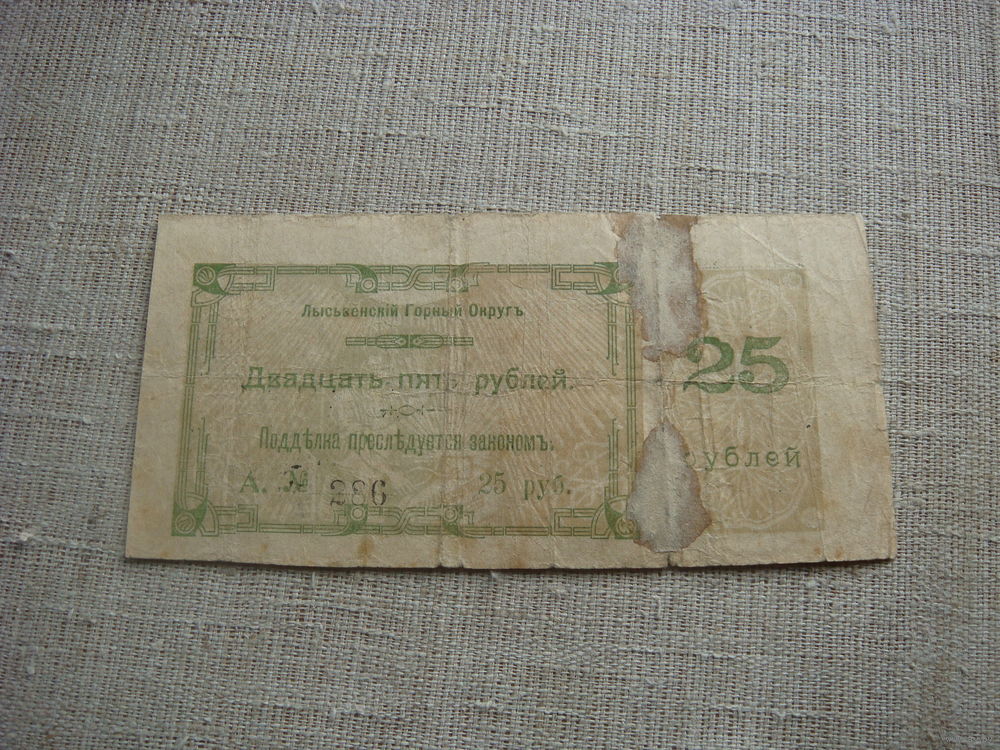 Лысьвенскій Горный Округъ
Двадцать пять рублей.
Поддѣлка преслѣдуется закономъ.
А. № 286 25 руб.
25
рублей